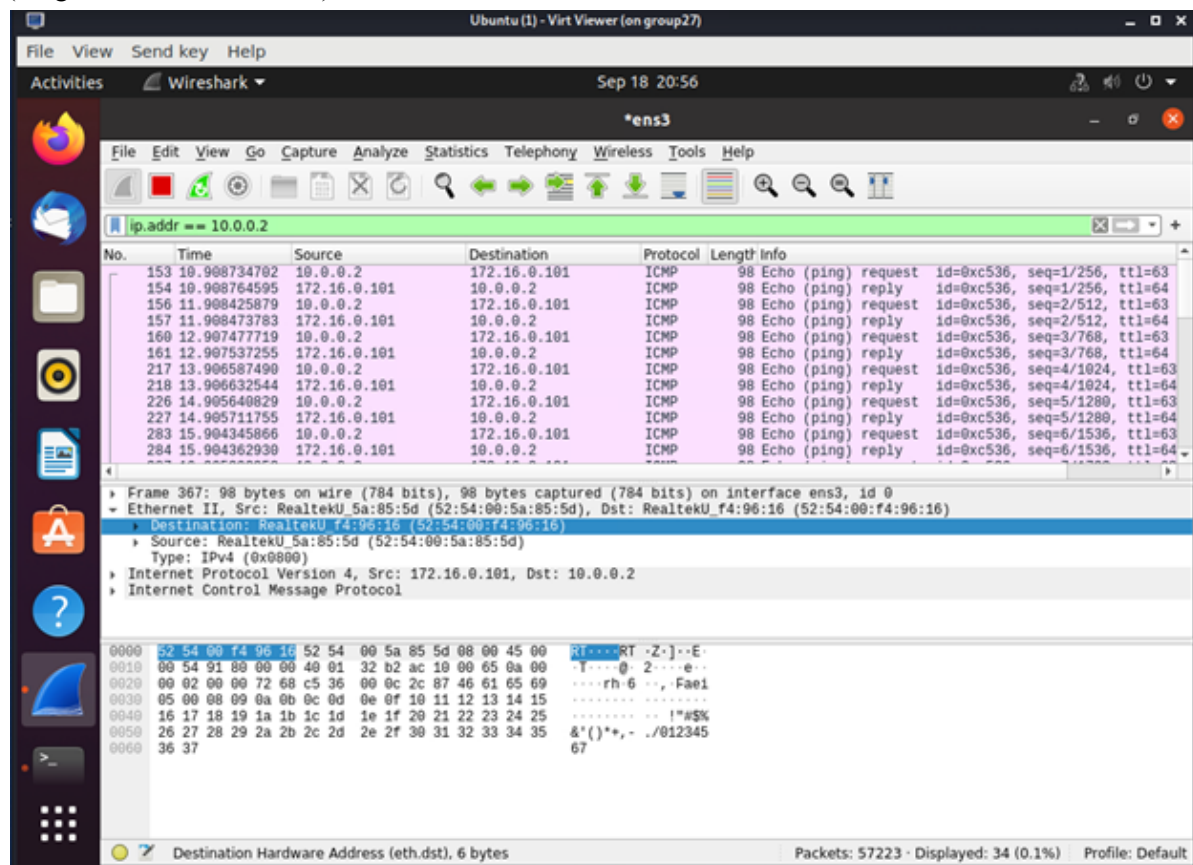 Ubuntu (1) - Virt Viewer (on group27)
File View Send key Help
Activities Wireshark Sep 18 20:56
*ens3
File Edit View Go Capture Analyze Statistics Telephony Wireless Tools Help
ip.addr == 10.0.0.2
No. Time Source Destination Protocol Length Info
153 10.908734702 10.0.0.2 172.16.0.101 ICMP 98 Echo (ping) request id=0xc536, seq=1/256, ttl=63
154 10.908764595 172.16.0.101 10.0.0.2 ICMP 98 Echo (ping) reply id=0xc536, seq=1/256, ttl=64
156 11.908425879 10.0.0.2 172.16.0.101 ICMP 98 Echo (ping) request id=0xc536, seq=2/512, ttl=63
157 11.908473783 172.16.0.101 10.0.0.2 ICMP 98 Echo (ping) reply id=0xc536, seq=2/512, ttl=64
160 12.907477719 10.0.0.2 172.16.0.101 ICMP 98 Echo (ping) request id=0xc536, seq=3/768, ttl=63
161 12.907537255 172.16.0.101 10.0.0.2 ICMP 98 Echo (ping) reply id=0xc536, seq=3/768, ttl=64
217 13.906587490 10.0.0.2 172.16.0.101 ICMP 98 Echo (ping) request id=0xc536, seq=4/1024, ttl=63
218 13.906632544 172.16.0.101 10.0.0.2 ICMP 98 Echo (ping) reply id=0xc536, seq=4/1024, ttl=64
226 14.905640829 10.0.0.2 172.16.0.101 ICMP 98 Echo (ping) request id=0xc536, seq=5/1280, ttl=63
227 14.905711755 172.16.0.101 10.0.0.2 ICMP 98 Echo (ping) reply id=0xc536, seq=5/1280, ttl=64
283 15.904345866 10.0.0.2 172.16.0.101 ICMP 98 Echo (ping) request id=0xc536, seq=6/1536, ttl=63
284 15.904362930 172.16.0.101 10.0.0.2 ICMP 98 Echo (ping) reply id=0xc536, seq=6/1536, ttl=64
Frame 367: 98 bytes on wire (784 bits), 98 bytes captured (784 bits) on interface ens3, id 0
Ethernet II, Src: RealtekU_5a:85:5d (52:54:00:5a:85:5d), Dst: RealtekU_f4:96:16 (52:54:00:f4:96:16)
Destination: RealtekU_f4:96:16 (52:54:00:f4:96:16)
Source: RealtekU_5a:85:5d (52:54:00:5a:85:5d)
Type: IPv4 (0x0800)
Internet Protocol Version 4, Src: 172.16.0.101, Dst: 10.0.0.2
Internet Control Message Protocol
0000 52 54 00 f4 96 16 52 54 00 5a 85 5d 08 00 45 00 RT····RT ·Z·]··E·
0010 00 54 91 80 00 00 40 01 32 b2 ac 10 00 65 0a 00 ·T····@· 2····e··
0020 00 02 00 00 72 68 c5 36 00 0c 2c 87 46 61 65 69 ····rh·6 ··,·Faei
0030 05 00 08 09 0a 0b 0c 0d 0e 0f 10 11 12 13 14 15 ········ ········
0040 16 17 18 19 1a 1b 1c 1d 1e 1f 20 21 22 23 24 25 ········ ·· !"#$%
0050 26 27 28 29 2a 2b 2c 2d 2e 2f 30 31 32 33 34 35 &'()*+,- ./012345
0060 36 37 67
Destination Hardware Address (eth.dst), 6 bytes Packets: 57223 · Displayed: 34 (0.1%) Profile: Default